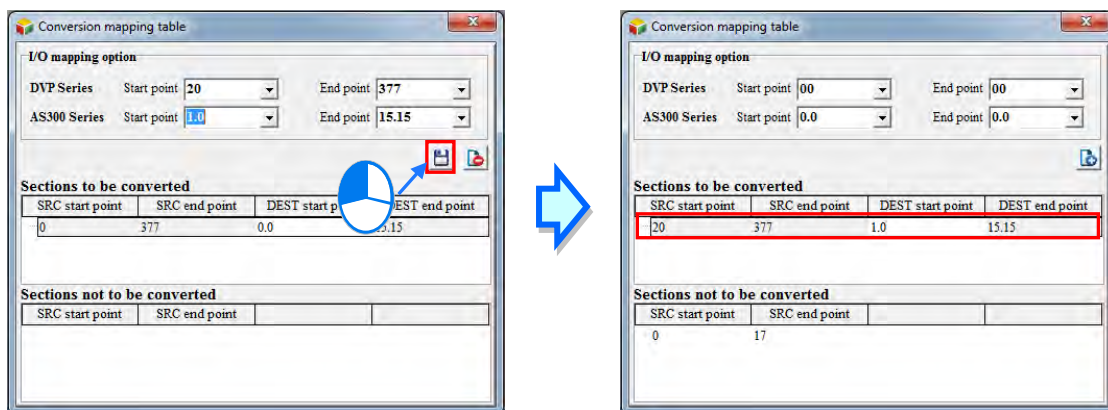 Conversion mapping table
I/O mapping option
DVP Series Start point 20 End point 377
AS300 Series Start point 1.0 End point 15.15
Sections to be converted
SRC start point SRC end point DEST start p DEST end point
0 377 0.0 15.15
Sections not to be converted
SRC start point SRC end point
Conversion mapping table
I/O mapping option
DVP Series Start point 00 End point 00
AS300 Series Start point 0.0 End point 0.0
Sections to be converted
SRC start point SRC end point DEST start point DEST end point
20 377 1.0 15.15
Sections not to be converted
SRC start point SRC end point
0 17